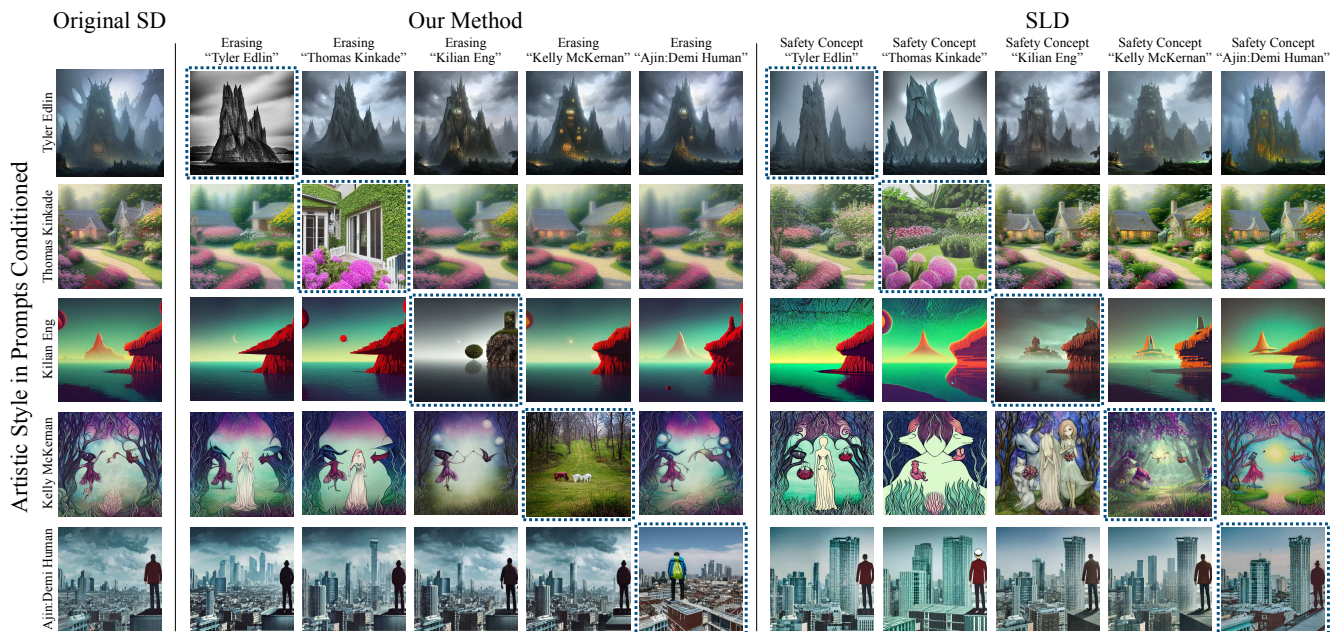 Original SD
Our Method
SLD
Erasing
“Tyler Edlin”
Erasing
“Thomas Kinkade”
Erasing
“Kilian Eng”
Erasing
“Kelly McKernan”
Erasing
“Ajin:Demi Human”
Safety Concept
“Tyler Edlin”
Safety Concept
“Thomas Kinkade”
Safety Concept
“Kilian Eng”
Safety Concept
“Kelly McKernan”
Safety Concept
“Ajin:Demi Human”
Artistic Style in Prompts Conditioned
Tyler Edlin
Thomas Kinkade
Kilian Eng
Kelly McKernan
Ajin:Demi Human